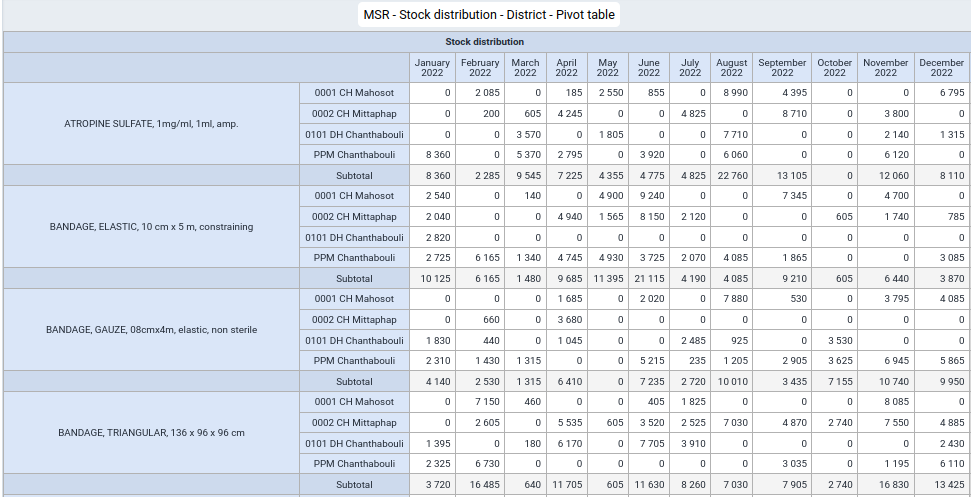 MSR - Stock distribution - District - Pivot table
Stock distribution
January 2022 February 2022 March 2022 April 2022 May 2022 June 2022 July 2022 August 2022 September 2022 October 2022 November 2022 December 2022
ATROPINE SULFATE, 1mg/ml, 1ml, amp.
0001 CH Mahosot 0 2 085 0 185 2 550 855 0 8 990 4 395 0 0 6 795
0002 CH Mittaphap 0 200 605 4 245 0 0 4 825 0 8 710 0 3 800 0
0101 DH Chanthabouli 0 0 3 570 0 1 805 0 0 7 710 0 0 2 140 1 315
PPM Chanthabouli 8 360 0 5 370 2 795 0 3 920 0 6 060 0 0 6 120 0
Subtotal 8 360 2 285 9 545 7 225 4 355 4 775 4 825 22 760 13 105 0 12 060 8 110
BANDAGE, ELASTIC, 10 cm x 5 m, constraining
0001 CH Mahosot 2 540 0 140 0 4 900 9 240 0 0 7 345 0 4 700 0
0002 CH Mittaphap 2 040 0 0 4 940 1 565 8 150 2 120 0 0 605 1 740 785
0101 DH Chanthabouli 2 820 0 0 0 0 0 0 0 0 0 0 0
PPM Chanthabouli 2 725 6 165 1 340 4 745 4 930 3 725 2 070 4 085 1 865 0 0 3 085
Subtotal 10 125 6 165 1 480 9 685 11 395 21 115 4 190 4 085 9 210 605 6 440 3 870
BANDAGE, GAUZE, 08cmx4m, elastic, non sterile
0001 CH Mahosot 0 0 0 1 685 0 2 020 0 7 880 530 0 3 795 4 085
0002 CH Mittaphap 0 660 0 3 680 0 0 0 0 0 0 0 0
0101 DH Chanthabouli 1 830 440 0 1 045 0 0 2 485 925 0 3 530 0 0
PPM Chanthabouli 2 310 1 430 1 315 0 0 5 215 235 1 205 2 905 3 625 6 945 5 865
Subtotal 4 140 2 530 1 315 6 410 0 7 235 2 720 10 010 3 435 7 155 10 740 9 950
BANDAGE, TRIANGULAR, 136 x 96 x 96 cm
0001 CH Mahosot 0 7 150 460 0 0 405 1 825 0 0 0 8 085 0
0002 CH Mittaphap 0 2 605 0 5 535 605 3 520 2 525 7 030 4 870 2 740 7 550 4 885
0101 DH Chanthabouli 1 395 0 180 6 170 0 7 705 3 910 0 0 0 0 2 430
PPM Chanthabouli 2 325 6 730 0 0 0 0 0 0 3 035 0 1 195 6 110
Subtotal 3 720 16 485 640 11 705 605 11 630 8 260 7 030 7 905 2 740 16 830 13 425